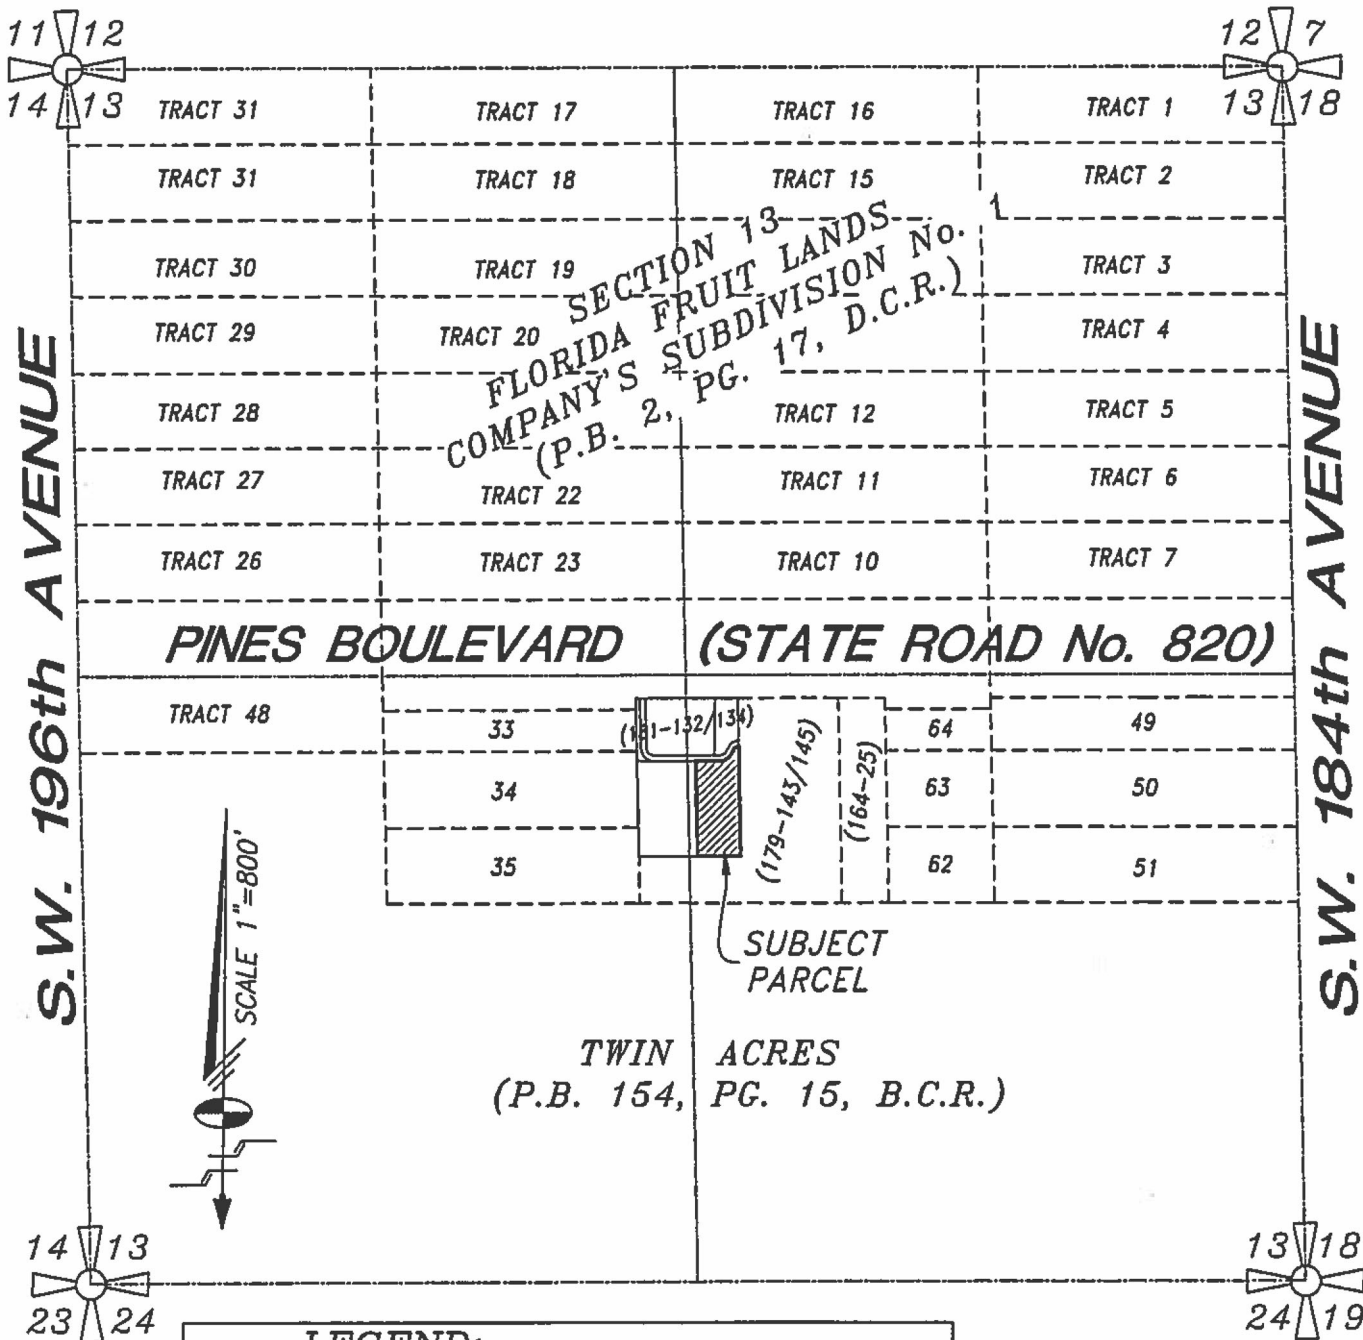 11 12
12 7
14 13
13 18
TRACT 31
TRACT 17
TRACT 16
TRACT 1
TRACT 31
TRACT 18
TRACT 15
TRACT 2
SECTION 13
FLORIDA FRUIT LANDS
COMPANY'S SUBDIVISION No. 1
(P.B. 2, PG. 17, D.C.R.)
TRACT 30
TRACT 19
TRACT 3
TRACT 29
TRACT 20
TRACT 4
TRACT 28
TRACT 12
TRACT 5
TRACT 27
TRACT 22
TRACT 11
TRACT 6
TRACT 26
TRACT 23
TRACT 10
TRACT 7
S.W. 196th AVENUE
S.W. 184th AVENUE
PINES BOULEVARD (STATE ROAD No. 820)
TRACT 48
33
(181-132/134)
(179-143/145)
(164-25)
64
49
34
63
50
35
62
51
SCALE 1"=800'
SUBJECT
PARCEL
TWIN ACRES
(P.B. 154, PG. 15, B.C.R.)
14 13
13 18
23 24
24 19
LEGEND: